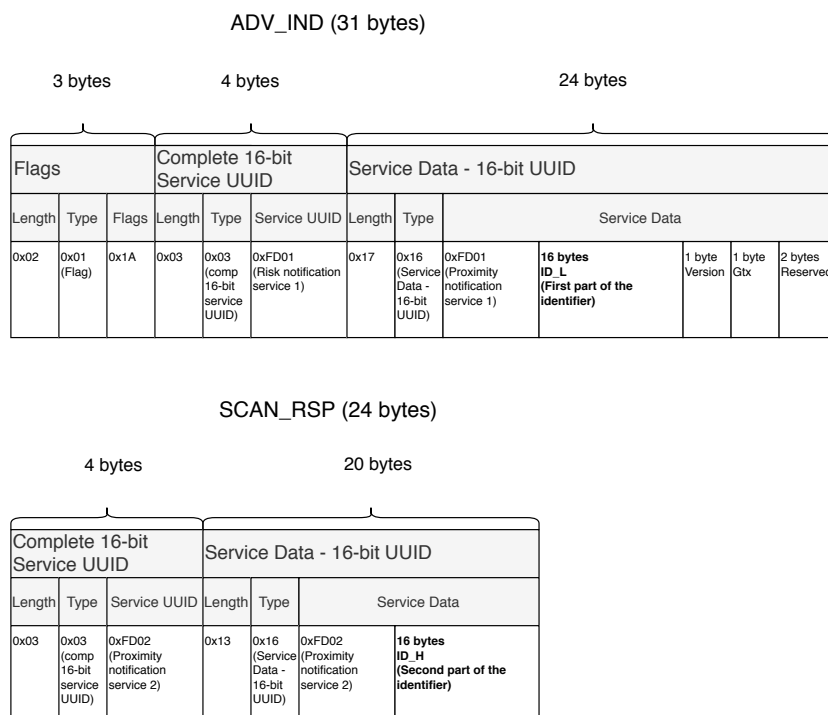 ADV_IND (31 bytes)
3 bytes
4 bytes
24 bytes
Flags
Complete 16-bit
Service UUID
Service Data - 16-bit UUID
Length
Type
Flags
Length
Type
Service UUID
Length
Type
Service Data
0x02
0x01
(Flag)
0x1A
0x03
0x03
(comp
16-bit
service
UUID)
0xFD01
(Risk notification
service 1)
0x17
0x16
(Service
Data -
16-bit
UUID)
0xFD01
(Proximity
notification
service 1)
16 bytes
ID_L
(First part of the
identifier)
1 byte
Version
1 byte
Gtx
2 bytes
Reserved
SCAN_RSP (24 bytes)
4 bytes
20 bytes
Complete 16-bit
Service UUID
Service Data - 16-bit UUID
Length
Type
Service UUID
Length
Type
Service Data
0x03
0x03
(comp
16-bit
service
UUID)
0xFD02
(Proximity
notification
service 2)
0x13
0x16
(Service
Data -
16-bit
UUID)
0xFD02
(Proximity
notification
service 2)
16 bytes
ID_H
(Second part of the
identifier)